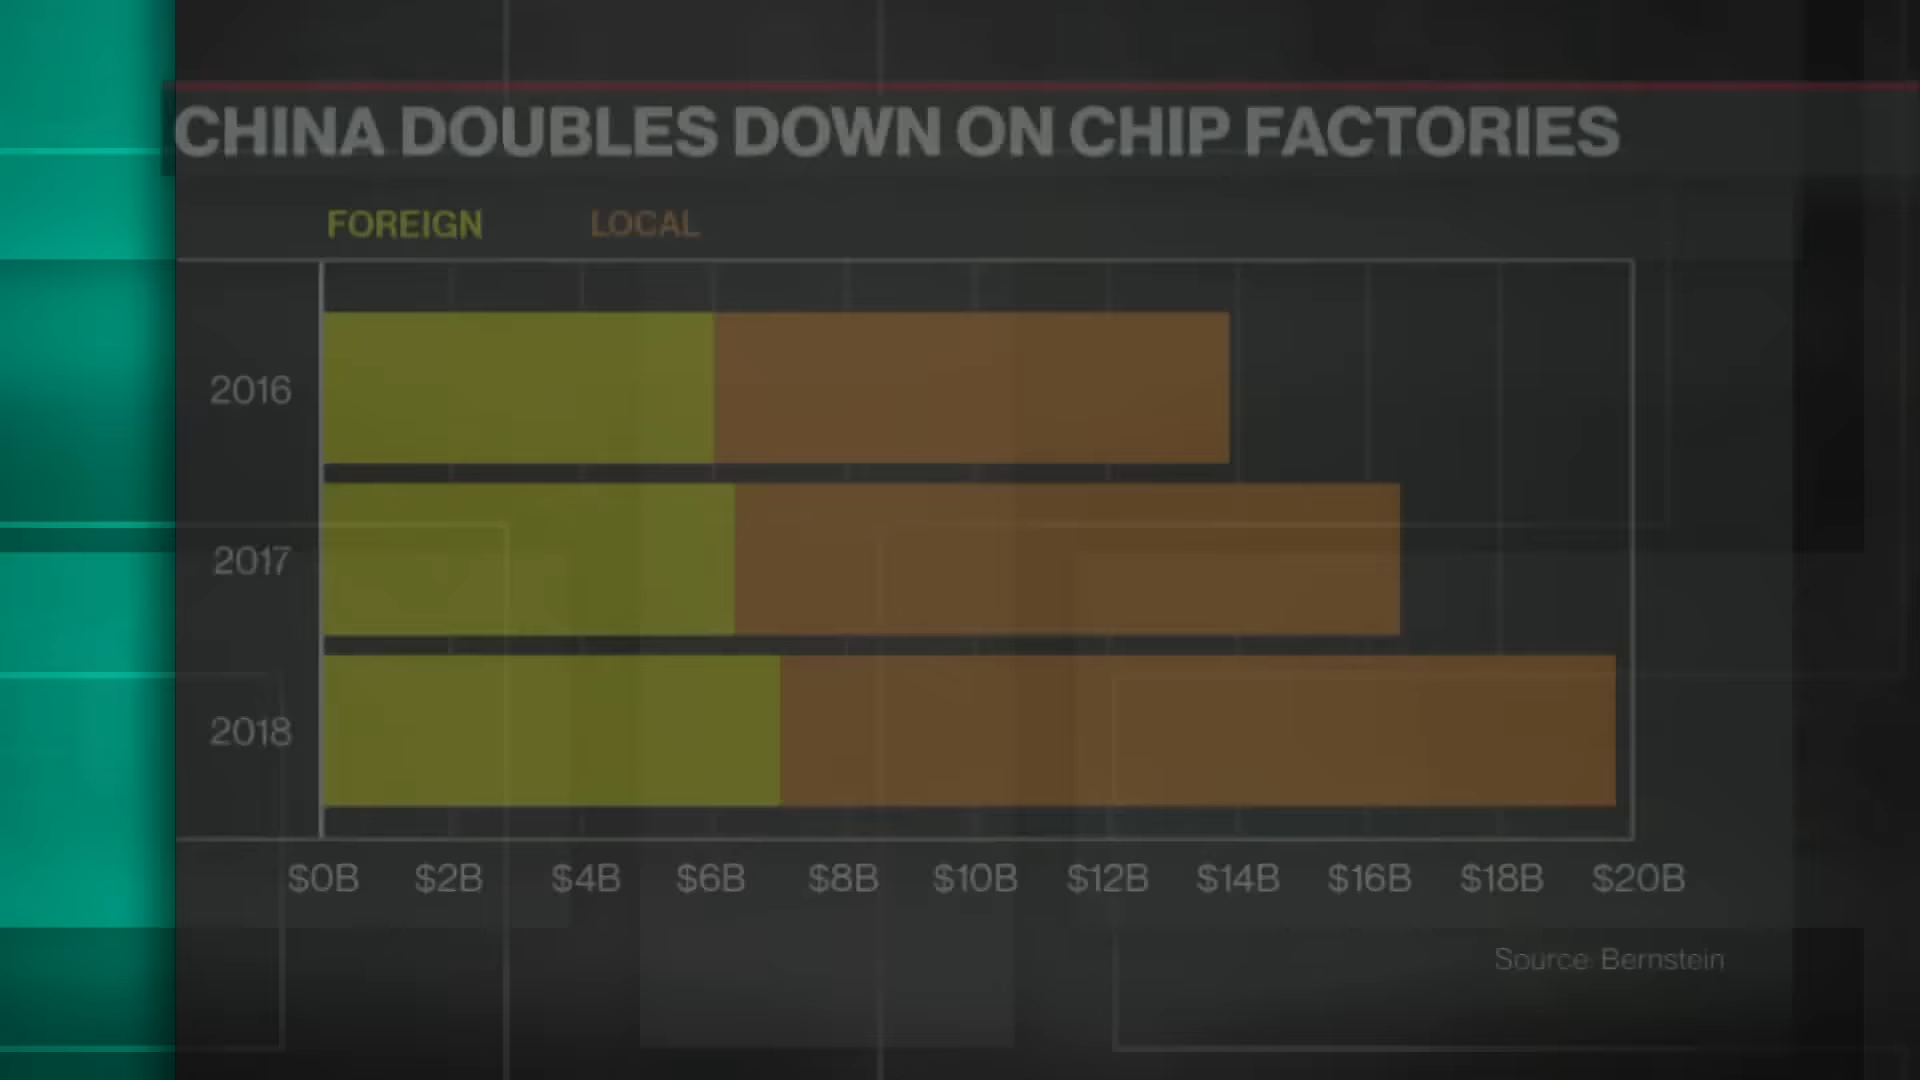 CHINA DOUBLES DOWN ON CHIP FACTORIES
FOREIGN LOCAL
2016
2017
2018
$0B $2B $4B $6B $8B $10B $12B $14B $16B $18B $20B
Source: Bernstein